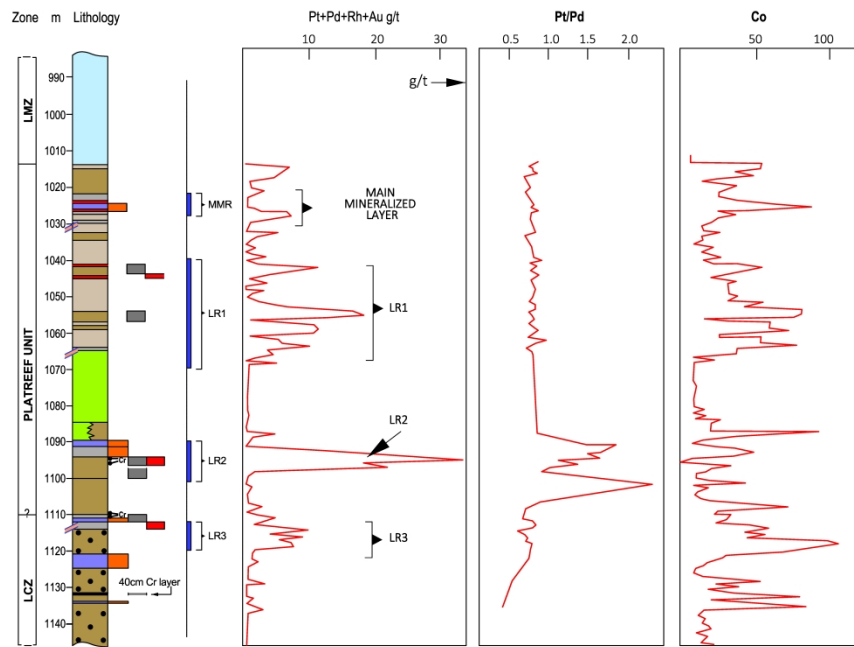 Zone m Lithology
Pt+Pd+Rh+Au g/t
Pt/Pd
Co
10 20 30
0.5 1.0 2.0
50 100
g/t
LMZ
PLATREEF UNIT
?
LCZ
990
1000
1010
1020
1030
1040
1050
1060
1070
1080
1090
1100
1110
1120
1130
1140
Cr
Cr
40cm Cr layer
MMR
LR1
LR2
LR3
MAIN
MINERALIZED
LAYER
LR1
LR2
LR3